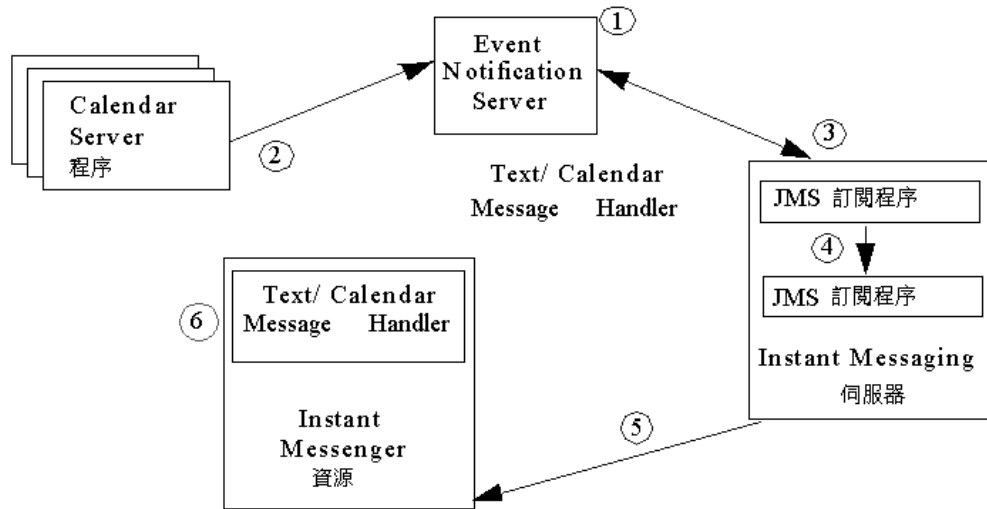 ①
Event
Notification
Server
Calendar
Server
程序
②
③
Text/ Calendar
Message Handler
JMS 訂閱程序
④
JMS 訂閱程序
Instant Messaging
伺服器
⑥
Text/ Calendar
Message Handler
Instant
Messenger
資源
⑤